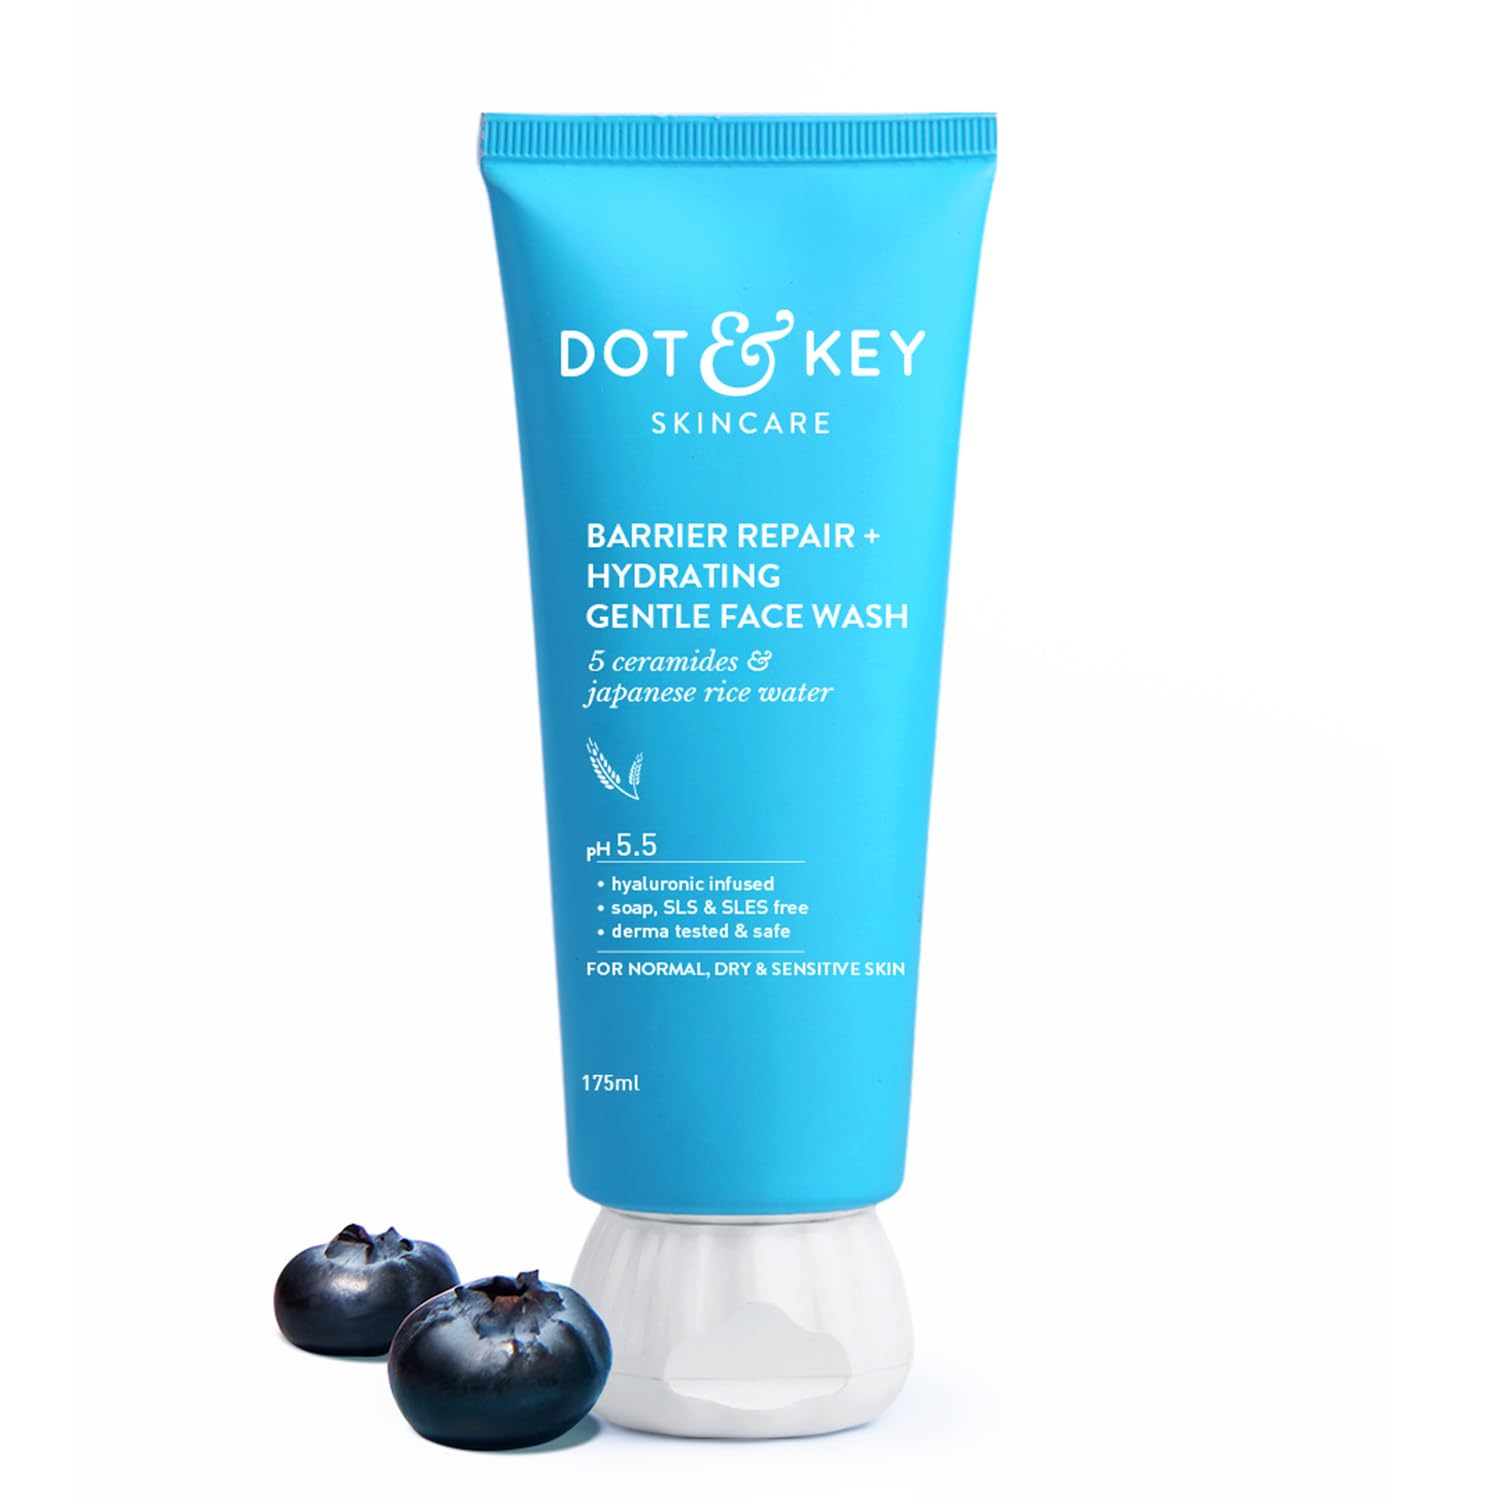 DOT & KEY
SKINCARE
BARRIER REPAIR +
HYDRATING
GENTLE FACE WASH
5 ceramides &
japanese rice water
pH 5.5
• hyaluronic infused
• soap, SLS & SLES free
• derma tested & safe
FOR NORMAL, DRY & SENSITIVE SKIN
175ml